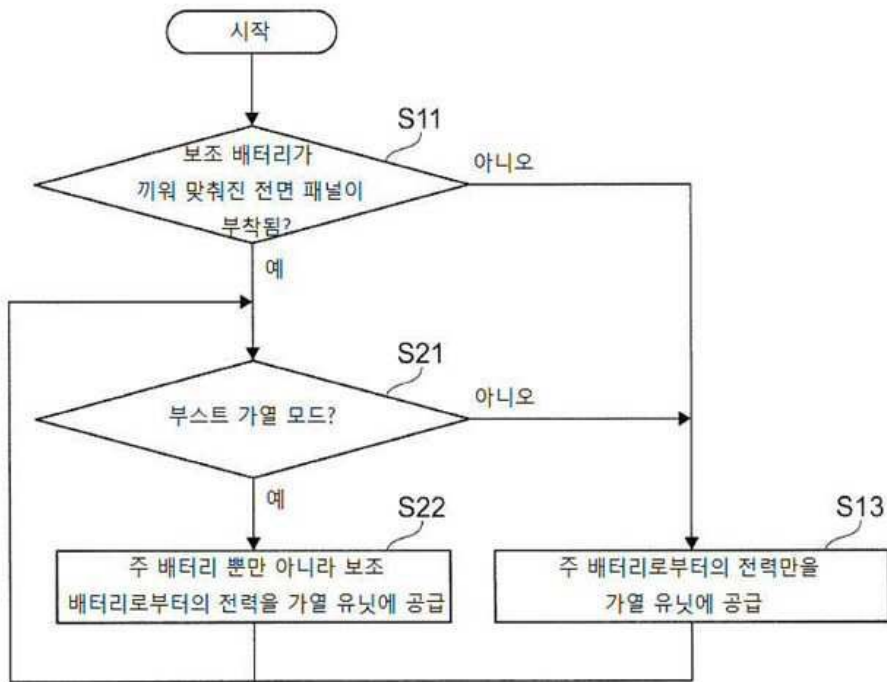 시작
S11
보조 배터리가
끼워 맞춰진 전면 패널이
부착됨?
아니오
예
S21
부스트 가열 모드?
아니오
예
S22
주 배터리 뿐만 아니라 보조
배터리로부터의 전력을 가열 유닛에 공급
S13
주 배터리로부터의 전력만을
가열 유닛에 공급